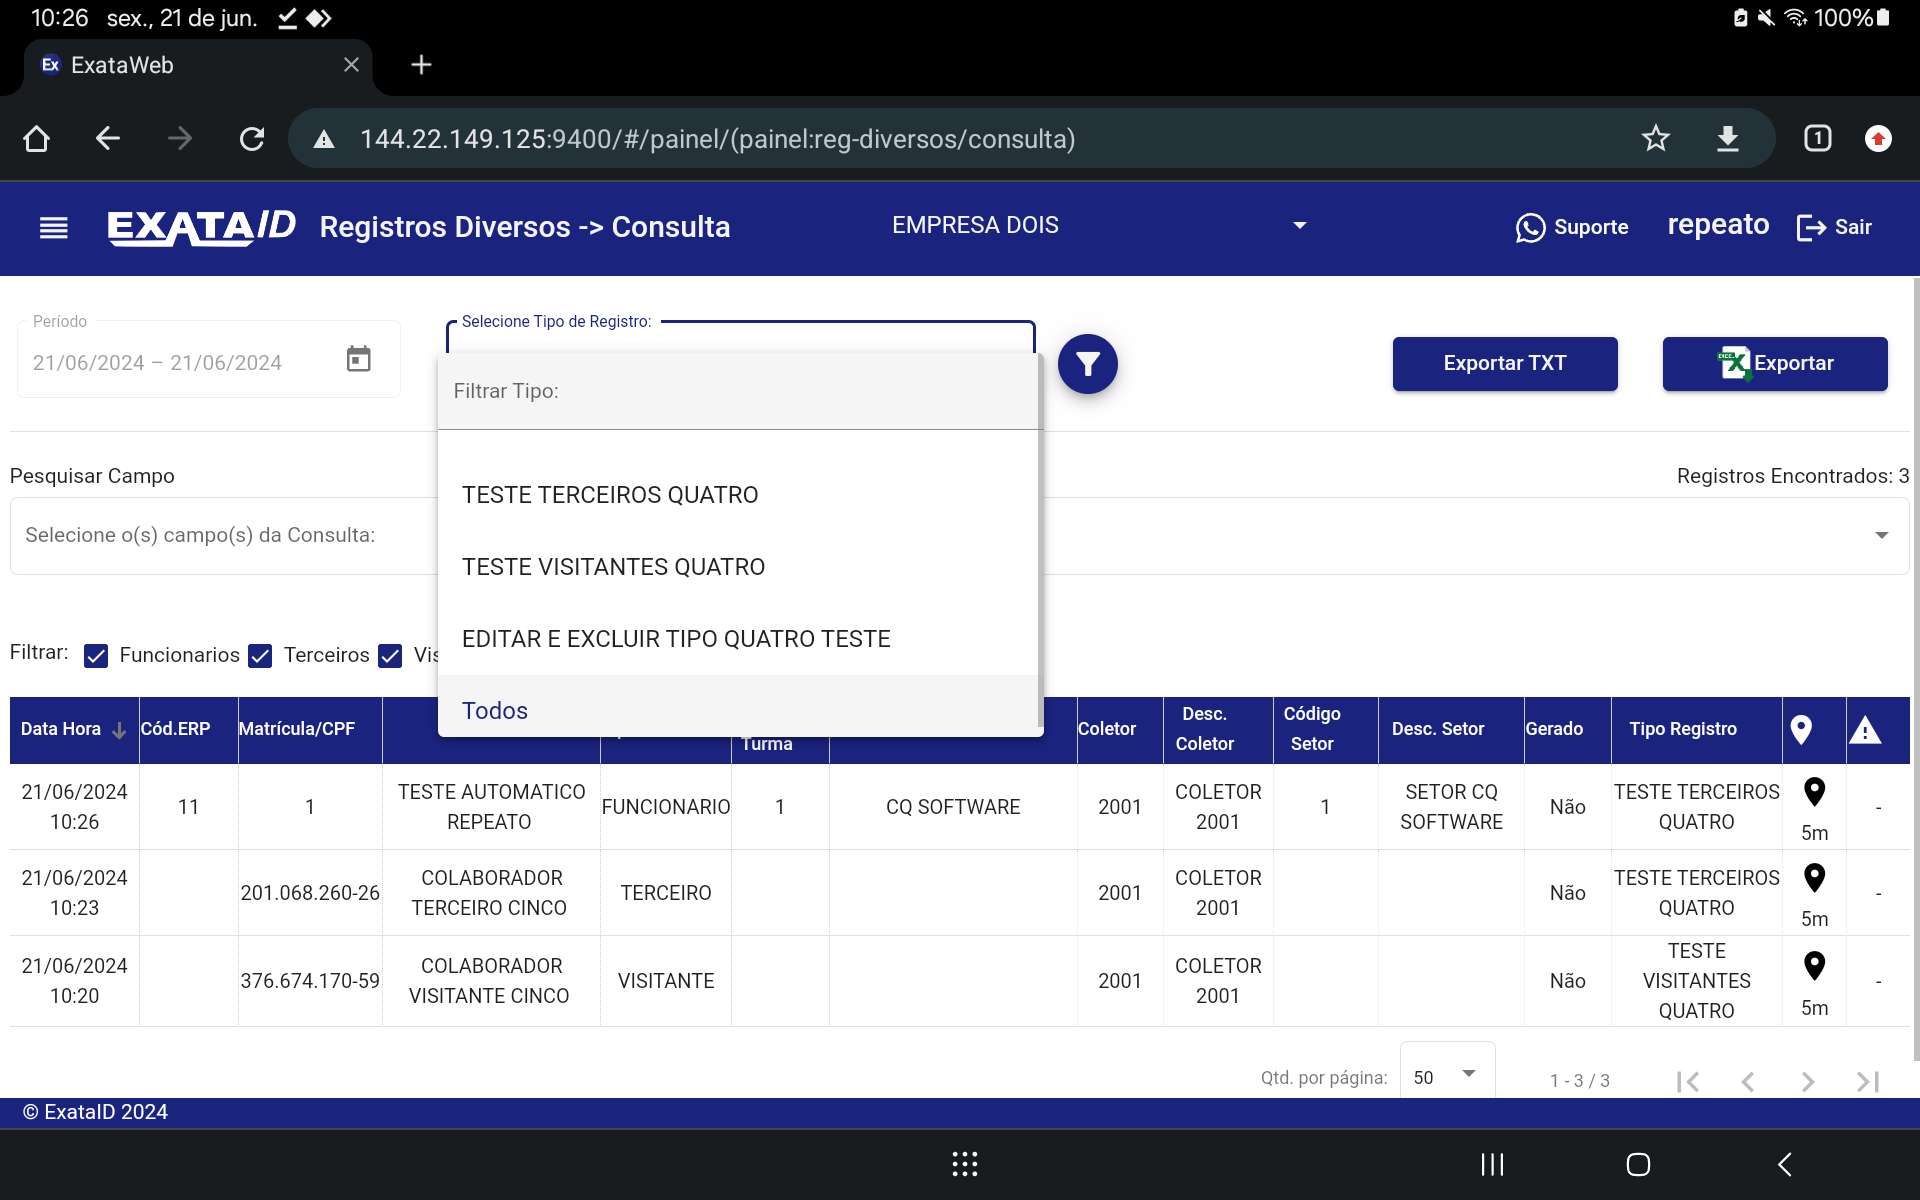 10:26 sex., 21 de jun. 100%
Ex ExataWeb
144.22.149.125:9400/#/painel/(painel:reg-diversos/consulta) 1
EXATAID Registros Diversos -> Consulta EMPRESA DOIS Suporte repeato Sair
Período
21/06/2024 – 21/06/2024
Selecione Tipo de Registro:
Filtrar Tipo:
TESTE TERCEIROS QUATRO
TESTE VISITANTES QUATRO
EDITAR E EXCLUIR TIPO QUATRO TESTE
Todos
Exportar TXT
Exportar
Pesquisar Campo
Registros Encontrados: 3
Selecione o(s) campo(s) da Consulta:
Filtrar: Funcionarios Terceiros Vis
Data Hora Cód.ERP Matrícula/CPF Turma Coletor Desc. Coletor Código Setor Desc. Setor Gerado Tipo Registro
21/06/2024 10:26 11 1 TESTE AUTOMATICO REPEATO FUNCIONARIO 1 CQ SOFTWARE 2001 COLETOR 2001 1 SETOR CQ SOFTWARE Não TESTE TERCEIROS QUATRO 5m -
21/06/2024 10:23 201.068.260-26 COLABORADOR TERCEIRO CINCO TERCEIRO 2001 COLETOR 2001 Não TESTE TERCEIROS QUATRO 5m -
21/06/2024 10:20 376.674.170-59 COLABORADOR VISITANTE CINCO VISITANTE 2001 COLETOR 2001 Não TESTE VISITANTES QUATRO 5m -
Qtd. por página: 50 1 - 3 / 3
© ExataID 2024